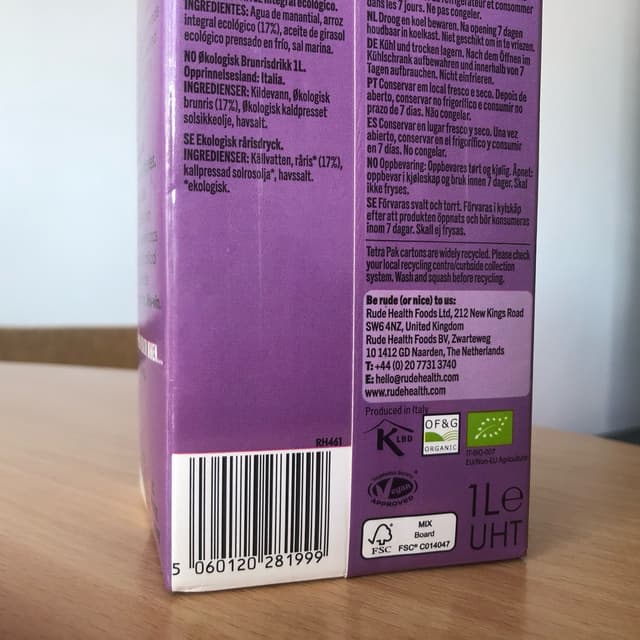 integral ecológico.
INGREDIENTES: Agua de manantial, arroz
integral ecológico (17%), aceite de girasol
ecológico prensado en frío, sal marina.
NO Økologisk Brunrisdrikk 1L.
Opprinnelsesland: Italia.
INGREDIENSER: Kildevann, Økologisk
brunris (17%), Økologisk kaldpresset
solsikkeolje, havsalt.
SE Ekologisk rårisdryck.
INGREDIENSER: Källvatten, råris* (17%),
kallpressad solrosolja*, havssalt.
*ekologisk.
RH461
5 060120 281999
refrigérateur et consommer
dans les 7 jours. Ne pas congeler.
NL Droog en koel bewaren. Na opening 7 dagen
houdbaar in koelkast. Niet geschikt om in te vriezen.
DE Kühl und trocken lagern. Nach dem Öffnen im
Kühlschrank aufbewahren und innerhalb von 7
Tagen aufbrauchen. Nicht einfrieren.
PT Conservar em local fresco e seco. Depois de
aberto, conservar no frigorífico e consumir no
prazo de 7 dias. Não congelar.
ES Conservar en lugar fresco y seco. Una vez
abierto, conservar en el frigorífico y consumir
en 7 días. No congelar.
NO Oppbevaring: Oppbevares tørt og kjølig. Åpnet:
oppbevar i kjøleskap og bruk innen 7 dager. Skal
ikke fryses.
SE Förvaras svalt och torrt. Förvaras i kylskåp
efter att produkten öppnats och bör konsumeras
inom 7 dagar. Skall ej frysas.
Tetra Pak cartons are widely recycled. Please check
your local recycling centre/curbside collection
system. Wash and squash before recycling.
Be rude (or nice) to us:
Rude Health Foods Ltd, 212 New Kings Road
SW6 4NZ, United Kingdom
Rude Health Foods BV, Zwarteweg
10 1412 GD Naarden, The Netherlands
T: +44 (0) 20 7731 3740
E: hello@rudehealth.com
www.rudehealth.com
Produced in Italy
K LBD
OF&G
ORGANIC
IT-BIO-007
EU/Non-EU Agriculture
Vegan
APPROVED
FSC
MIX
Board
FSC® C014047
1L e
UHT